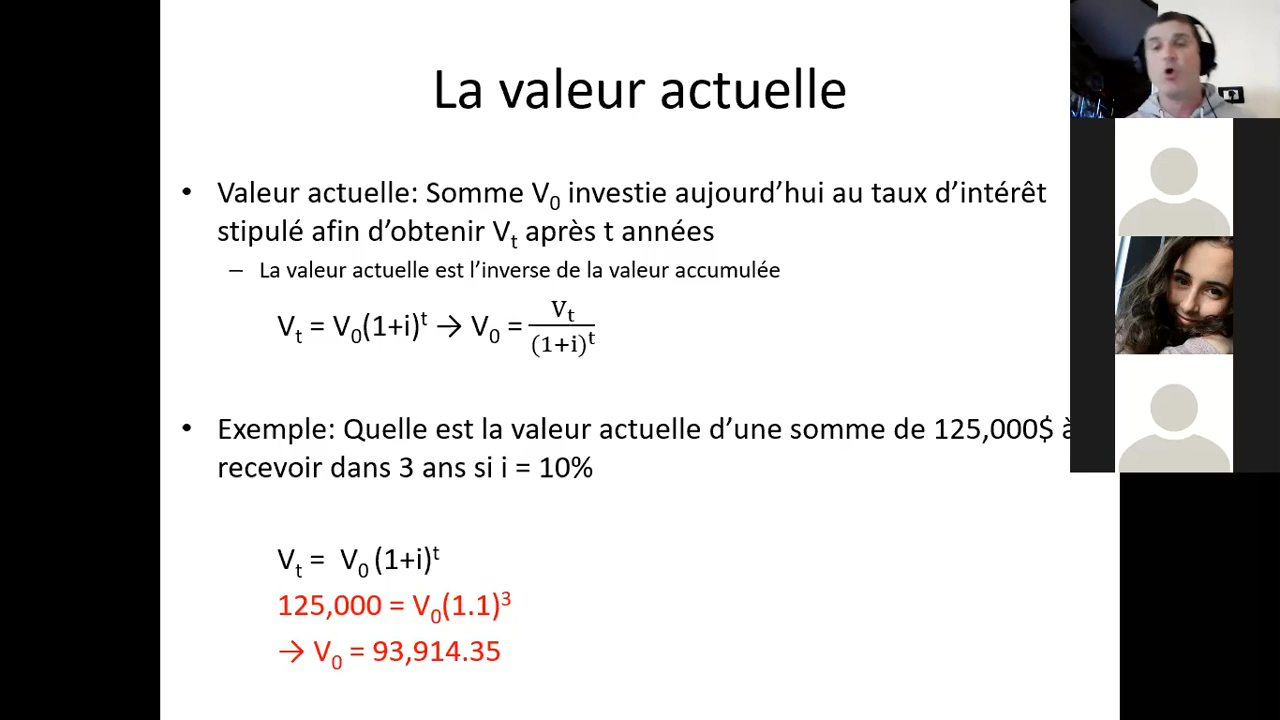 La valeur actuelle
• Valeur actuelle: Somme V₀ investie aujourd’hui au taux d’intérêt
stipulé afin d’obtenir Vₜ après t années
– La valeur actuelle est l’inverse de la valeur accumulée
Vₜ = V₀(1+i)ᵗ → V₀ = Vₜ/(1+i)ᵗ
• Exemple: Quelle est la valeur actuelle d’une somme de 125,000$ à
recevoir dans 3 ans si i = 10%
Vₜ = V₀ (1+i)ᵗ
125,000 = V₀(1.1)³
→ V₀ = 93,914.35